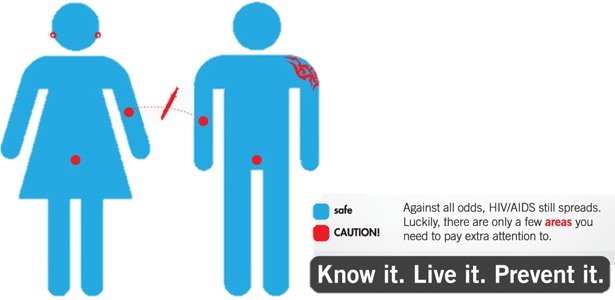 safe
CAUTION!
Against all odds, HIV/AIDS still spreads.
Luckily, there are only a few areas you
need to pay extra attention to.
Know it. Live it. Prevent it.